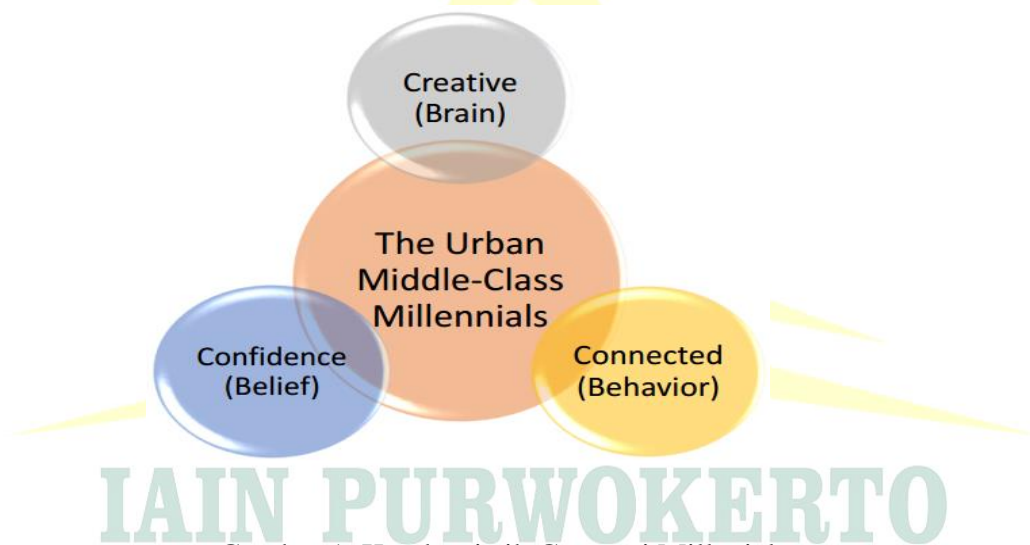 Creative
(Brain)
The Urban
Middle-Class
Millennials
Confidence
(Belief)
Connected
(Behavior)
IAIN PURWOKERTO